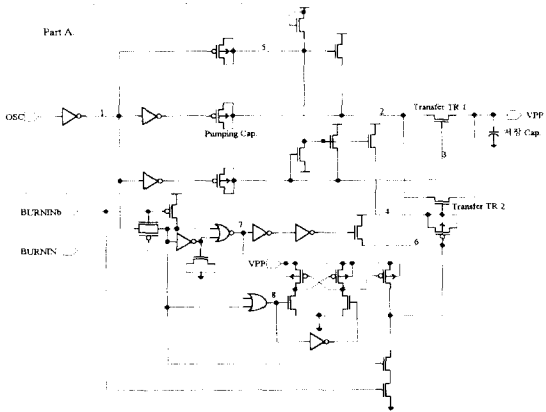 Part A.
5
1
2
Transfer TR 1
OSC
VPP
Pumping Cap.
저장 Cap.
3
Transfer TR 2
BURNINb
4
7
6
BURNIN
VPP
8